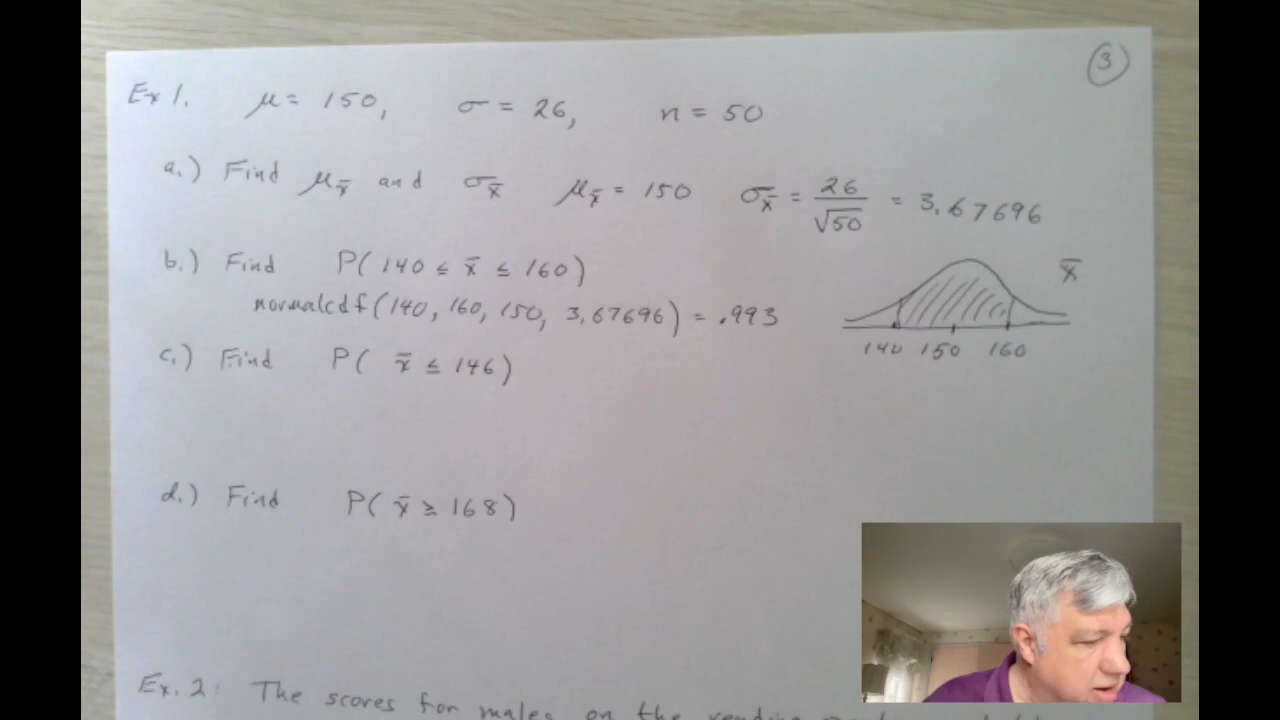 ③
Ex 1. μ = 150, σ = 26, n = 50
a.) Find μx̄ and σx̄ μx̄ = 150 σx̄ = 26/√50 = 3.67696
b.) Find P(140 ≤ x̄ ≤ 160)
normalcdf(140, 160, 150, 3.67696) = .993
x̄
140 150 160
c.) Find P( x̄ ≤ 146)
d.) Find P( x̄ ≥ 168)
Ex. 2: The scores for males on the